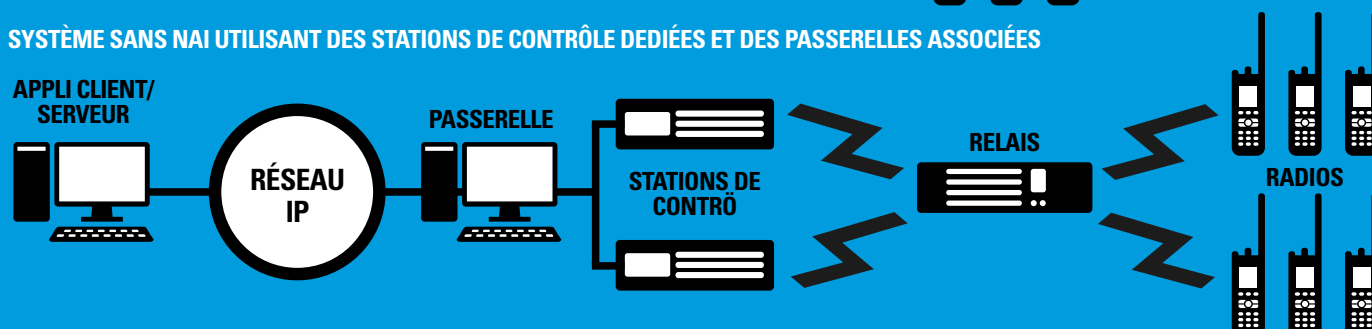 SYSTÈME SANS NAI UTILISANT DES STATIONS DE CONTRÔLE DEDIÉES ET DES PASSERELLES ASSOCIÉES
APPLI CLIENT/
SERVEUR
RÉSEAU
IP
PASSERELLE
STATIONS DE
CONTRÖ
RELAIS
RADIOS